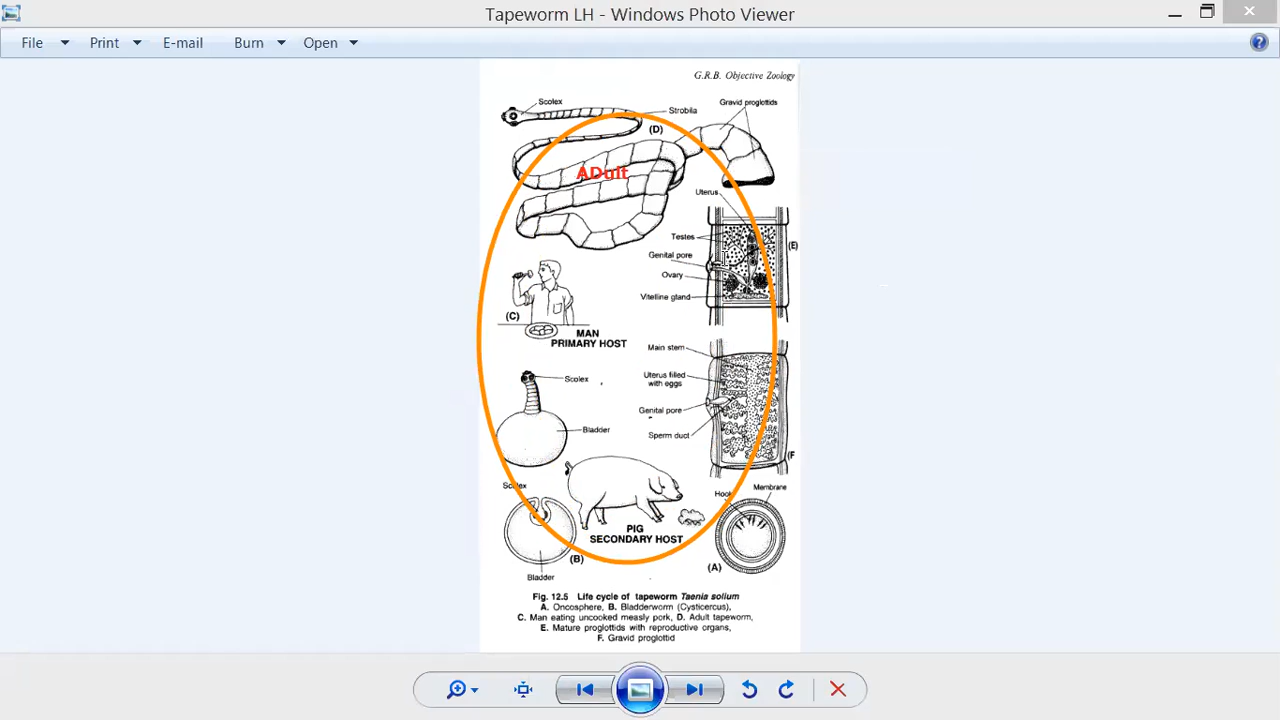 Tapeworm LH - Windows Photo Viewer
File Print E-mail Burn Open
G.R.B. Objective Zoology
Scolex
Strobila
Gravid proglottids
(D)
ADult
Uterus
Testes
(E)
Genital pore
Ovary
Vitelline gland
(C)
MAN
PRIMARY HOST
Main stem
Scolex
Uterus filled
with eggs
Genital pore
Bladder
Sperm duct
(F
Scolex
Hook
Membrane
PIG
SECONDARY HOST
(B)
(A)
Bladder
Fig. 12.5 Life cycle of tapeworm Taenia solium
A. Oncosphere, B. Bladderworm (Cysticercus),
C. Man eating uncooked measly pork, D. Adult tapeworm,
E. Mature proglottids with reproductive organs,
F. Gravid proglottid